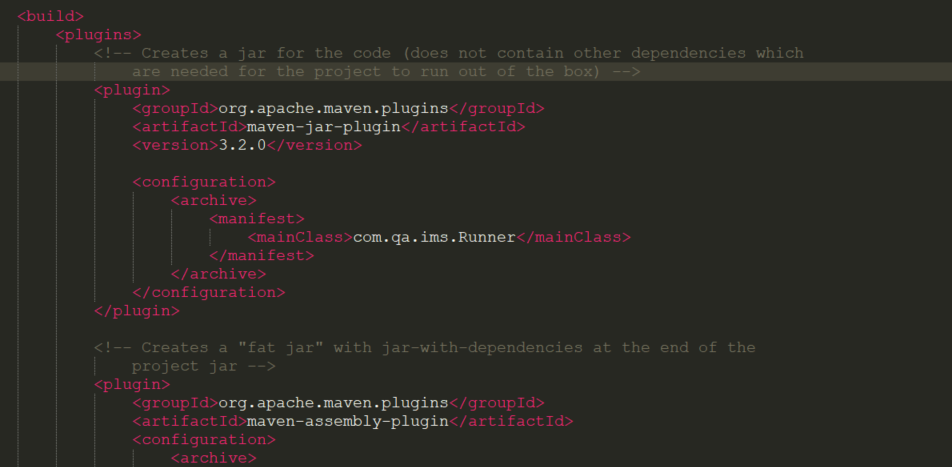 <build>
<plugins>
<!-- Creates a jar for the code (does not contain other dependencies which
are needed for the project to run out of the box) -->
<plugin>
<groupId>org.apache.maven.plugins</groupId>
<artifactId>maven-jar-plugin</artifactId>
<version>3.2.0</version>
<configuration>
<archive>
<manifest>
<mainClass>com.qa.ims.Runner</mainClass>
</manifest>
</archive>
</configuration>
</plugin>
<!-- Creates a "fat jar" with jar-with-dependencies at the end of the
project jar -->
<plugin>
<groupId>org.apache.maven.plugins</groupId>
<artifactId>maven-assembly-plugin</artifactId>
<configuration>
<archive>